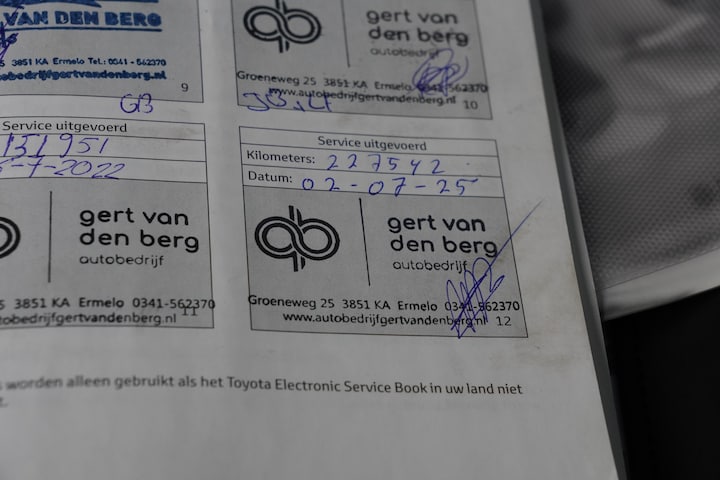 VAN DEN BERG
3851 KA Ermelo Tel.: 0341 - 562370
autobedrijfgertvandenberg.nl
9
GB
gert van
den berg
autobedrijf
Groeneweg 25 3851 KA Ermelo 0341-562370
www.autobedrijfgertvandenberg.nl 10
Service uitgevoerd
151951
-7-2022
gert van
den berg
autobedrijf
3851 KA Ermelo 0341-562370
autobedrijfgertvandenberg.nl 11
Service uitgevoerd
Kilometers: 227542
Datum: 02-07-25
gert van
den berg
autobedrijf
Groeneweg 25 3851 KA Ermelo 0341-562370
www.autobedrijfgertvandenberg.nl 12
worden alleen gebruikt als het Toyota Electronic Service Book in uw land niet